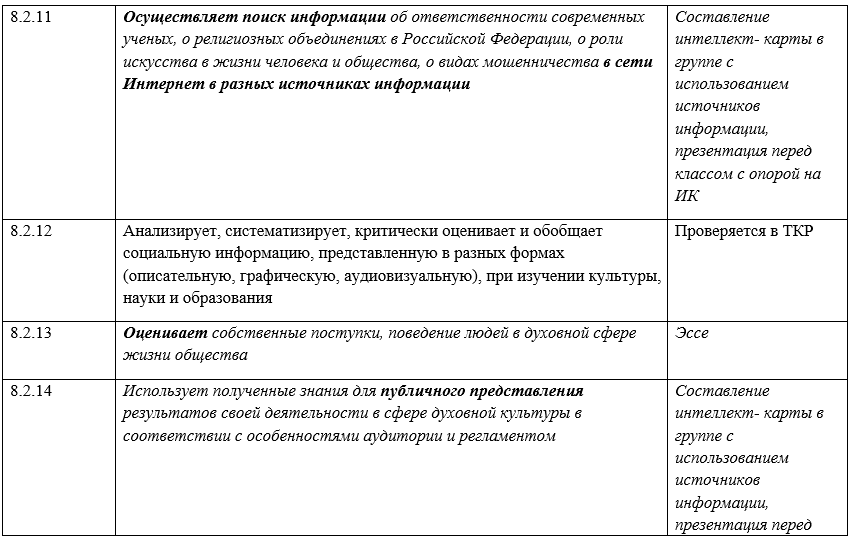 8.2.11
Осуществляет поиск информации об ответственности современных
ученых, о религиозных объединениях в Российской Федерации, о роли
искусства в жизни человека и общества, о видах мошенничества в сети
Интернет в разных источниках информации
Составление
интеллект- карты в
группе с
использованием
источников
информации,
презентация перед
классом с опорой на
ИК
8.2.12
Анализирует, систематизирует, критически оценивает и обобщает
социальную информацию, представленную в разных формах
(описательную, графическую, аудиовизуальную), при изучении культуры,
науки и образования
Проверяется в ТКР
8.2.13
Оценивает собственные поступки, поведение людей в духовной сфере
жизни общества
Эссе
8.2.14
Использует полученные знания для публичного представления
результатов своей деятельности в сфере духовной культуры в
соответствии с особенностями аудитории и регламентом
Составление
интеллект- карты в
группе с
использованием
источников
информации,
презентация перед